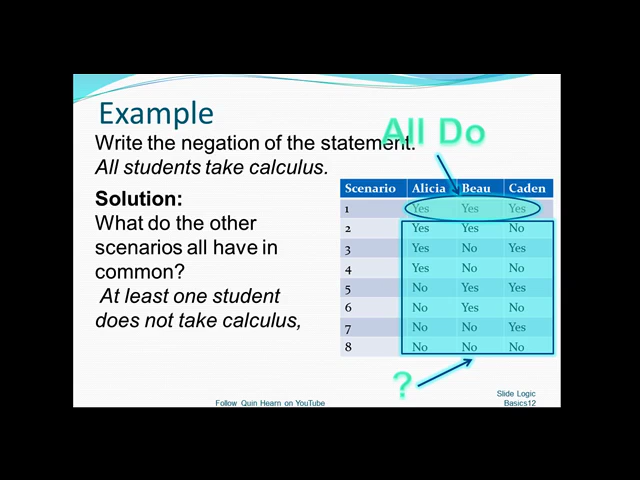 Example
All Do
Write the negation of the statement.
All students take calculus.
Solution:
What do the other
scenarios all have in
common?
At least one student
does not take calculus,
Scenario Alicia Beau Caden
1 Yes Yes Yes
2 Yes Yes No
3 Yes No Yes
4 Yes No No
5 No Yes Yes
6 No Yes No
7 No No Yes
8 No No No
?
Follow Quin Hearn on YouTube
Slide Logic
Basics12